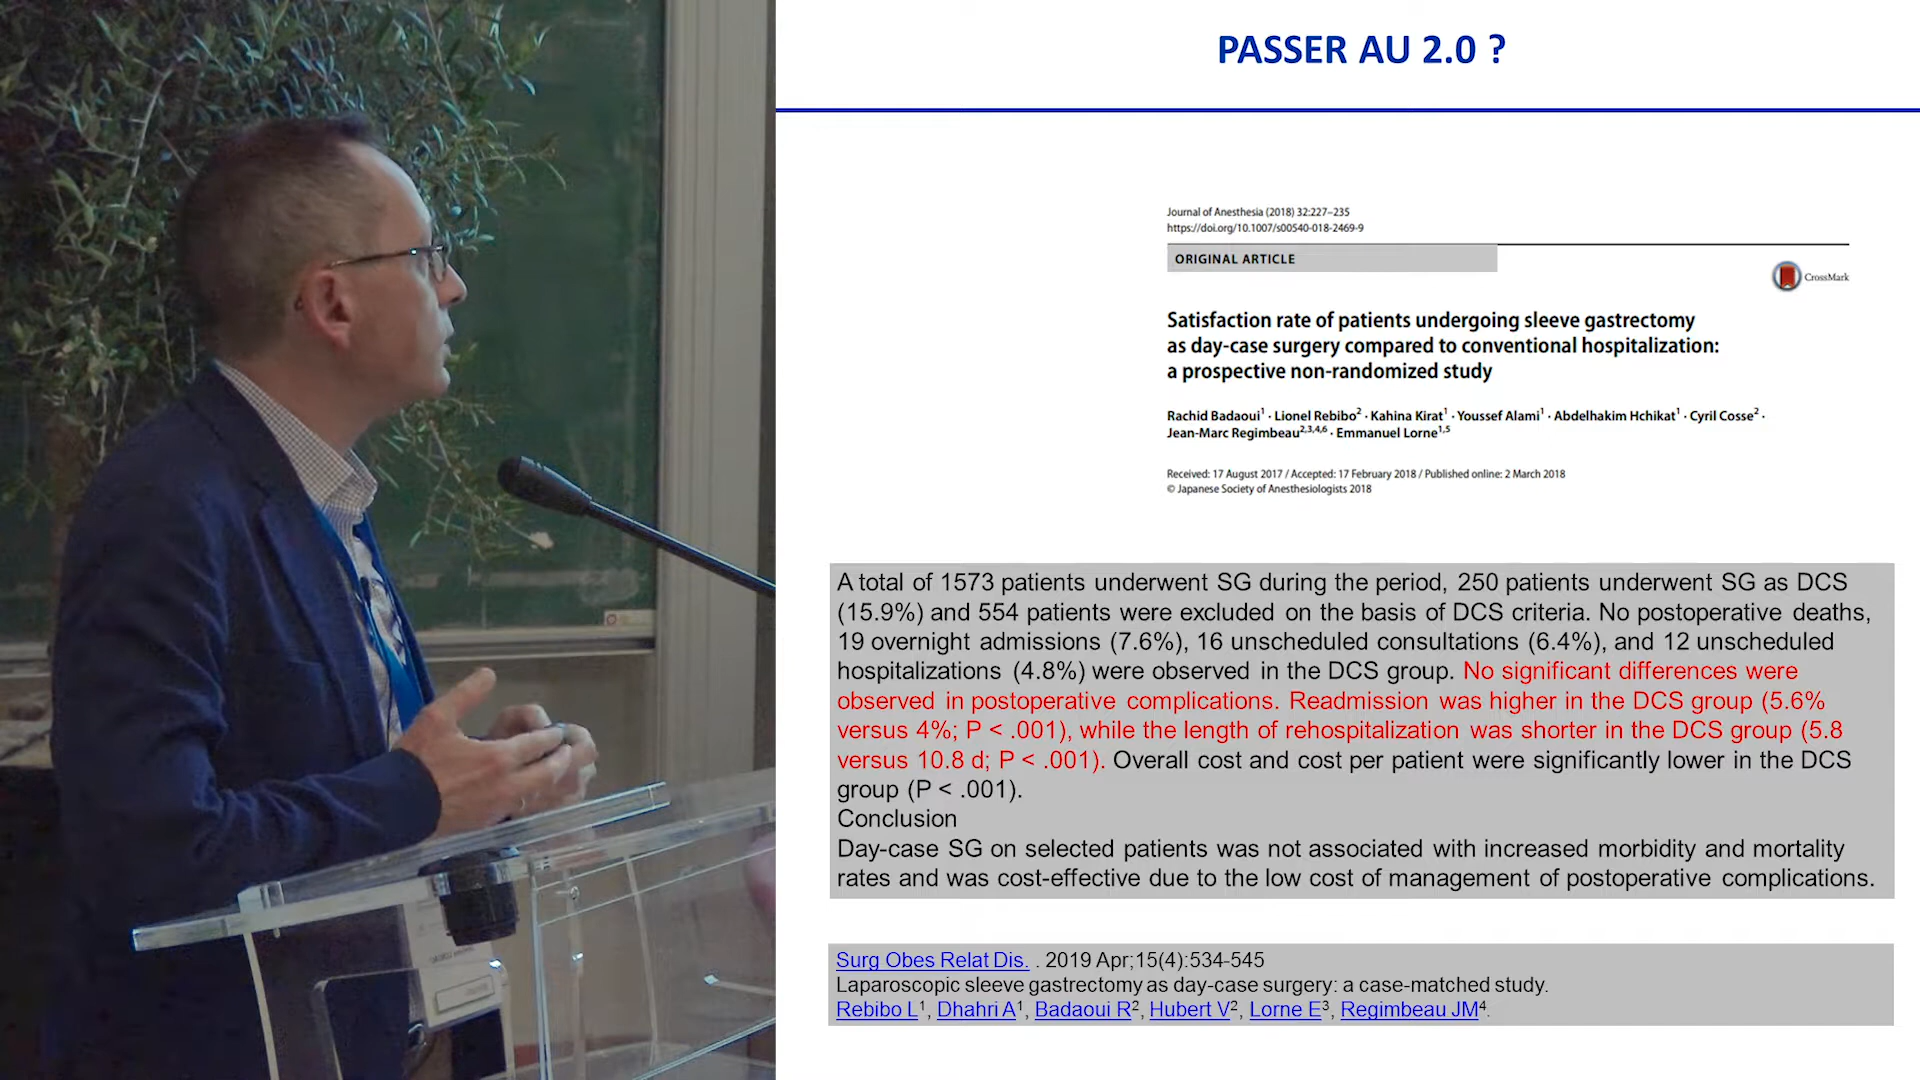 PASSER AU 2.0 ?
Journal of Anesthesia (2018) 32:227–235
https://doi.org/10.1007/s00540-018-2469-9
ORIGINAL ARTICLE
CrossMark
Satisfaction rate of patients undergoing sleeve gastrectomy
as day-case surgery compared to conventional hospitalization:
a prospective non-randomized study
Rachid Badaoui¹ · Lionel Rebibo² · Kahina Kirat¹ · Youssef Alami¹ · Abdelhakim Hchikat¹ · Cyril Cosse² ·
Jean-Marc Regimbeau²,³,⁴,⁶ · Emmanuel Lorne¹,⁵
Received: 17 August 2017 / Accepted: 17 February 2018 / Published online: 2 March 2018
© Japanese Society of Anesthesiologists 2018
A total of 1573 patients underwent SG during the period, 250 patients underwent SG as DCS
(15.9%) and 554 patients were excluded on the basis of DCS criteria. No postoperative deaths,
19 overnight admissions (7.6%), 16 unscheduled consultations (6.4%), and 12 unscheduled
hospitalizations (4.8%) were observed in the DCS group. No significant differences were
observed in postoperative complications. Readmission was higher in the DCS group (5.6%
versus 4%; P < .001), while the length of rehospitalization was shorter in the DCS group (5.8
versus 10.8 d; P < .001). Overall cost and cost per patient were significantly lower in the DCS
group (P < .001).
Conclusion
Day-case SG on selected patients was not associated with increased morbidity and mortality
rates and was cost-effective due to the low cost of management of postoperative complications.
Surg Obes Relat Dis. . 2019 Apr;15(4):534-545
Laparoscopic sleeve gastrectomy as day-case surgery: a case-matched study.
Rebibo L¹, Dhahri A¹, Badaoui R², Hubert V², Lorne E³, Regimbeau JM⁴.